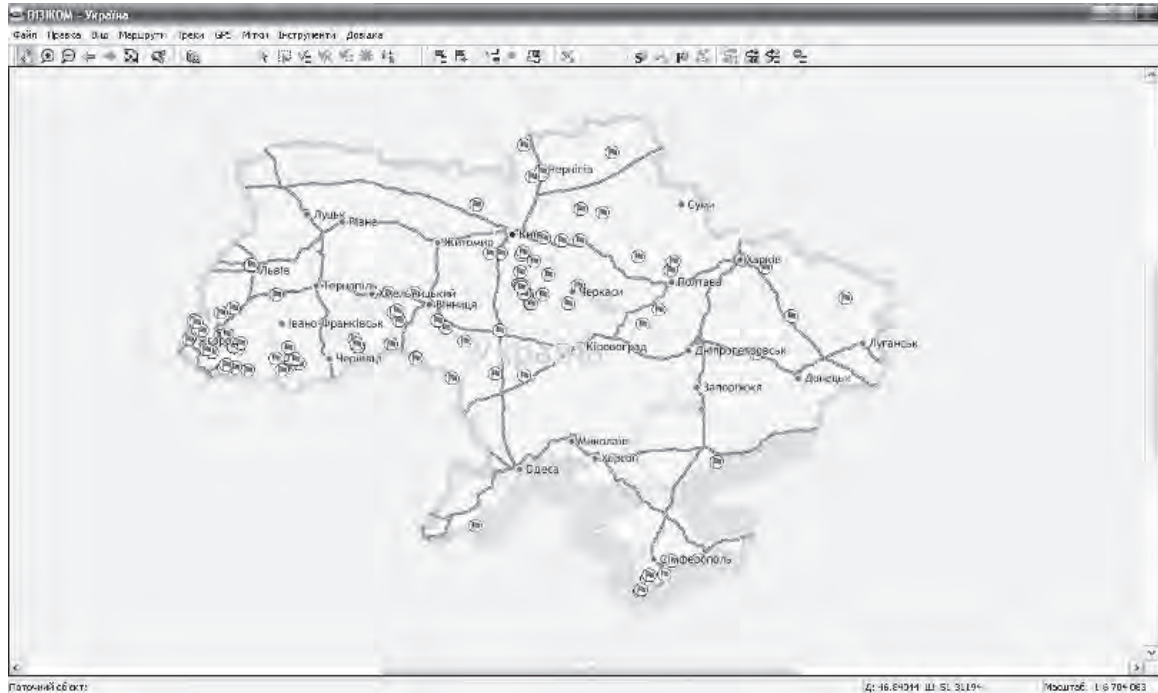 ВІЗІКОМ - Україна
Файл Правка Вид Маршрути Треки GPS Мітки Інструменти Довідка
Чернігів
Суми
Луцьк
Рівне
Київ
Житомир
Харків
Львів
Тернопіль
Хмельницький
Полтава
Черкаси
Вінниця
Івано-Франківськ
Кіровоград
Дніпропетровськ
Луганськ
Чернівці
Донецьк
Запоріжжя
Миколаїв
Херсон
Одеса
Сімферополь
Поточний об'єкт:
Масштаб: 1:6 704 063